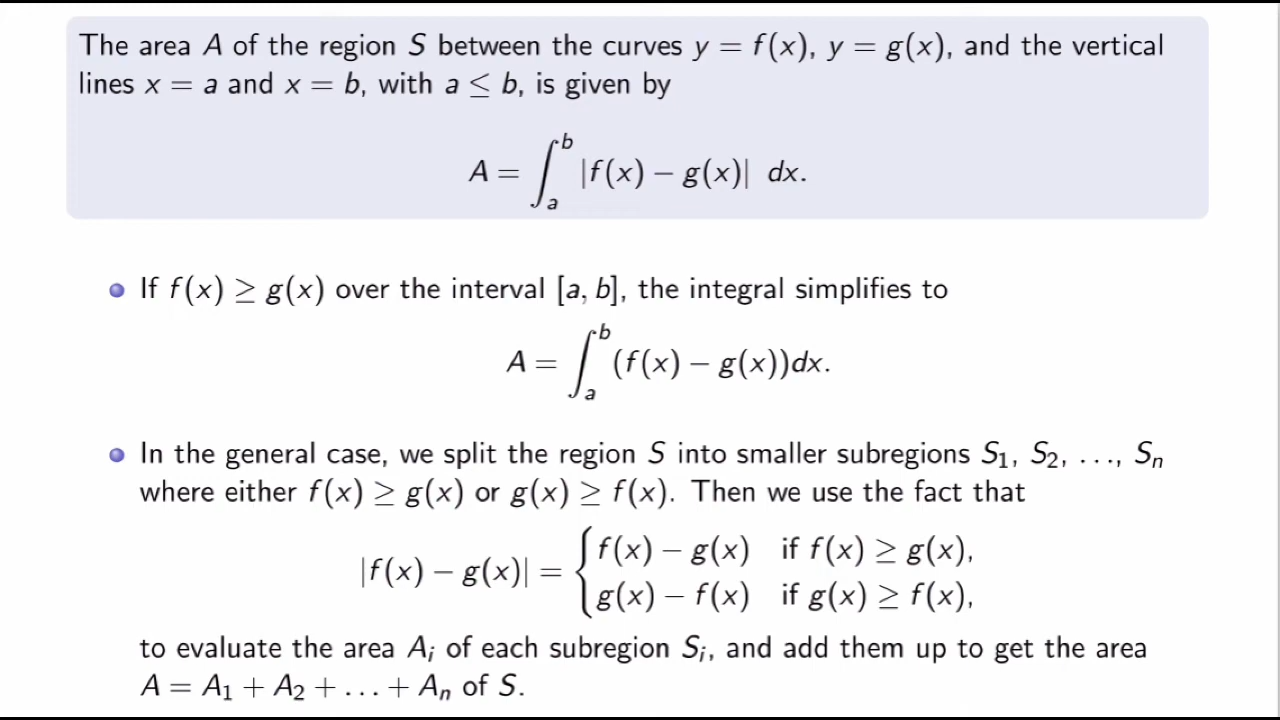 The area A of the region S between the curves y = f(x), y = g(x), and the vertical
lines x = a and x = b, with a ≤ b, is given by
A = ∫_a^b |f(x) − g(x)| dx.
If f(x) ≥ g(x) over the interval [a, b], the integral simplifies to
A = ∫_a^b (f(x) − g(x))dx.
In the general case, we split the region S into smaller subregions S₁, S₂, …, Sₙ
where either f(x) ≥ g(x) or g(x) ≥ f(x). Then we use the fact that
|f(x) − g(x)| = { f(x) − g(x) if f(x) ≥ g(x),
g(x) − f(x) if g(x) ≥ f(x),
to evaluate the area Aᵢ of each subregion Sᵢ, and add them up to get the area
A = A₁ + A₂ + … + Aₙ of S.